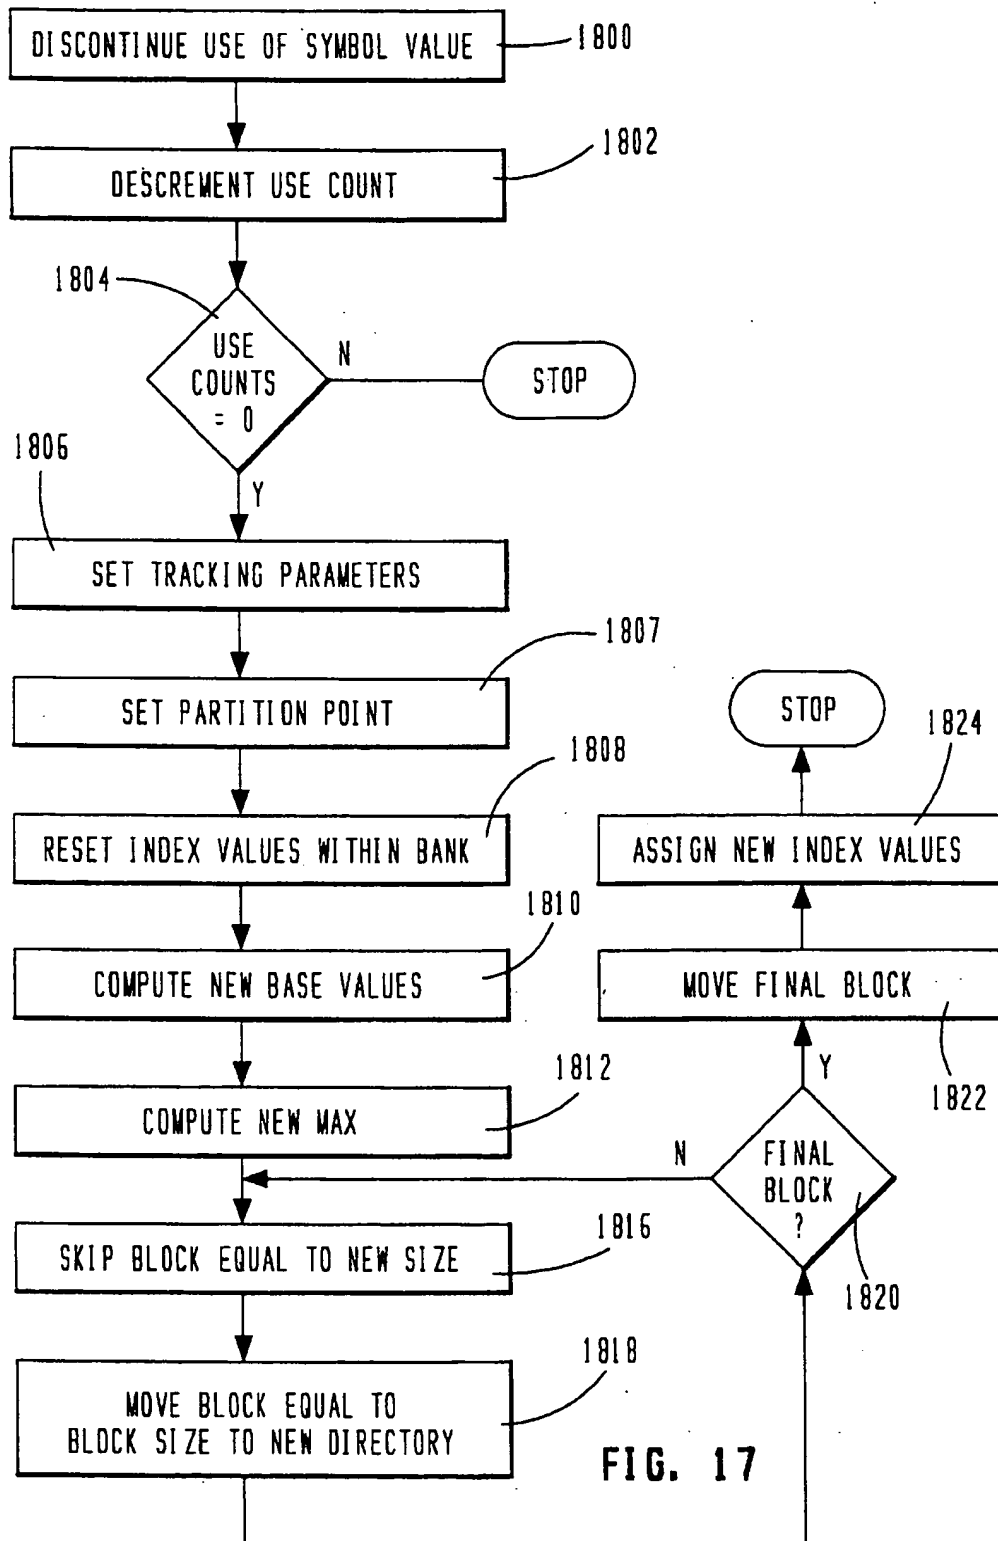 DISCONTINUE USE OF SYMBOL VALUE
1800
1802
DESCREMENT USE COUNT
1804
USE
COUNTS
= 0
N
STOP
1806
Y
SET TRACKING PARAMETERS
1807
SET PARTITION POINT
1808
RESET INDEX VALUES WITHIN BANK
1810
COMPUTE NEW BASE VALUES
1812
COMPUTE NEW MAX
1816
SKIP BLOCK EQUAL TO NEW SIZE
1818
MOVE BLOCK EQUAL TO
BLOCK SIZE TO NEW DIRECTORY
STOP
1824
ASSIGN NEW INDEX VALUES
MOVE FINAL BLOCK
1822
Y
N
FINAL
BLOCK
?
1820
FIG. 17